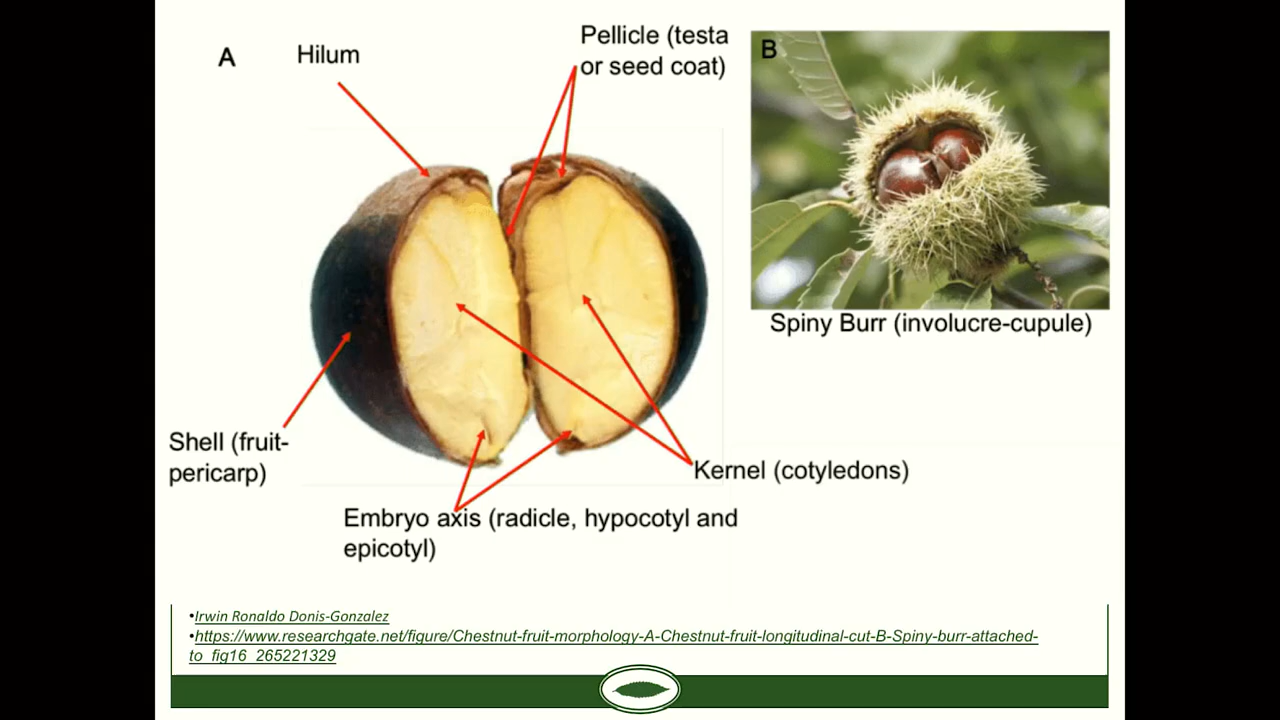 A
Hilum
Pellicle (testa
or seed coat)
B
Spiny Burr (involucre-cupule)
Shell (fruit-
pericarp)
Kernel (cotyledons)
Embryo axis (radicle, hypocotyl and
epicotyl)
•Irwin Ronaldo Donis-Gonzalez
•https://www.researchgate.net/figure/Chestnut-fruit-morphology-A-Chestnut-fruit-longitudinal-cut-B-Spiny-burr-attached-
to_fig16_265221329